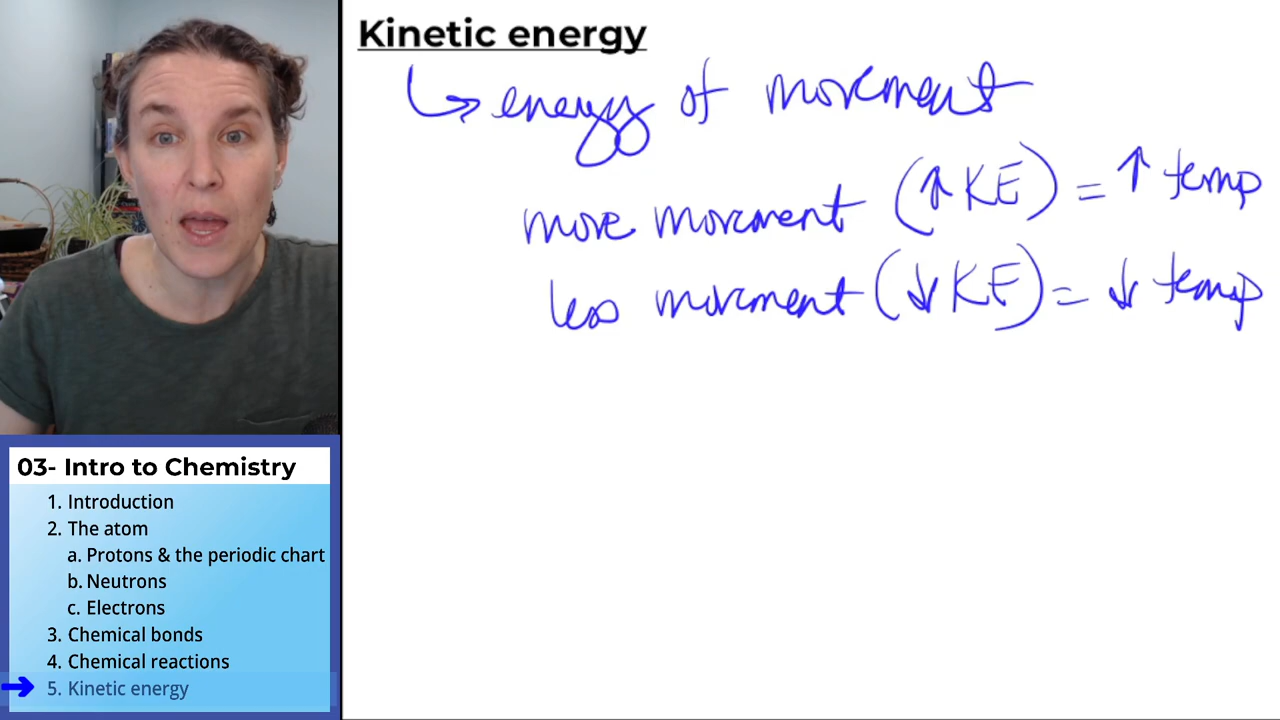 Kinetic energy
↳ energy of movement
more movement (↑ KE) = ↑ temp
less movement (↓ KE) = ↓ temp
03- Intro to Chemistry
1. Introduction
2. The atom
a. Protons & the periodic chart
b. Neutrons
c. Electrons
3. Chemical bonds
4. Chemical reactions
➔ 5. Kinetic energy